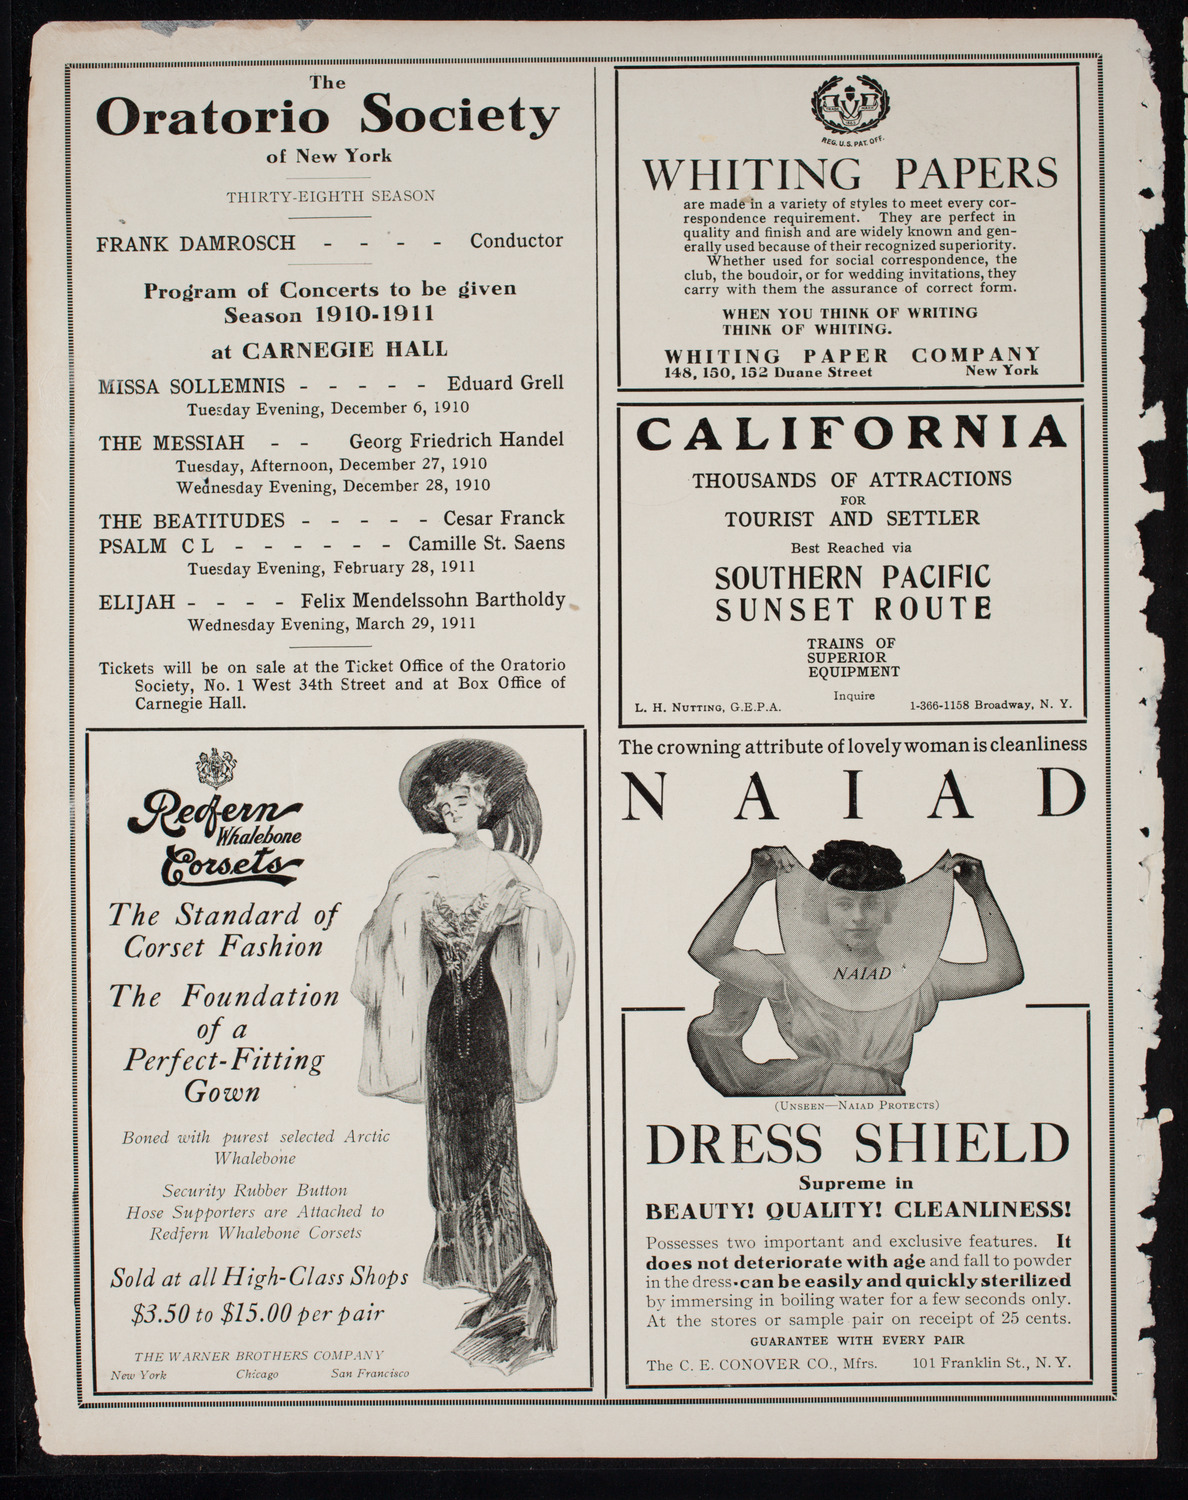 The
Oratorio Society
of New York
THIRTY-EIGHTH SEASON
FRANK DAMROSCH - - - - Conductor
Program of Concerts to be given
Season 1910-1911
at CARNEGIE HALL
MISSA SOLLEMNIS - - - - - Eduard Grell
Tuesday Evening, December 6, 1910
THE MESSIAH - - Georg Friedrich Handel
Tuesday, Afternoon, December 27, 1910
Wednesday Evening, December 28, 1910
THE BEATITUDES - - - - - Cesar Franck
PSALM C L - - - - - - Camille St. Saens
Tuesday Evening, February 28, 1911
ELIJAH - - - - Felix Mendelssohn Bartholdy
Wednesday Evening, March 29, 1911
Tickets will be on sale at the Ticket Office of the Oratorio
Society, No. 1 West 34th Street and at Box Office of
Carnegie Hall.
Redfern
Whalebone
Corsets
The Standard of
Corset Fashion
The Foundation
of a
Perfect-Fitting
Gown
Boned with purest selected Arctic
Whalebone
Security Rubber Button
Hose Supporters are Attached to
Redfern Whalebone Corsets
Sold at all High-Class Shops
$3.50 to $15.00 per pair
THE WARNER BROTHERS COMPANY
New York Chicago San Francisco
REG. U.S. PAT. OFF.
WHITING PAPERS
are made in a variety of styles to meet every cor-
respondence requirement. They are perfect in
quality and finish and are widely known and gen-
erally used because of their recognized superiority.
Whether used for social correspondence, the
club, the boudoir, or for wedding invitations, they
carry with them the assurance of correct form.
WHEN YOU THINK OF WRITING
THINK OF WHITING.
WHITING PAPER COMPANY
148, 150, 152 Duane Street New York
CALIFORNIA
THOUSANDS OF ATTRACTIONS
FOR
TOURIST AND SETTLER
Best Reached via
SOUTHERN PACIFIC
SUNSET ROUTE
TRAINS OF
SUPERIOR
EQUIPMENT
Inquire
L. H. NUTTING, G.E.P.A. 1-366-1158 Broadway, N. Y.
The crowning attribute of lovely woman is cleanliness
NAIAD
NAIAD
(UNSEEN—NAIAD PROTECTS)
DRESS SHIELD
Supreme in
BEAUTY! QUALITY! CLEANLINESS!
Possesses two important and exclusive features. It
does not deteriorate with age and fall to powder
in the dress·can be easily and quickly sterilized
by immersing in boiling water for a few seconds only.
At the stores or sample pair on receipt of 25 cents.
GUARANTEE WITH EVERY PAIR
The C. E. CONOVER CO., Mfrs. 101 Franklin St., N. Y.